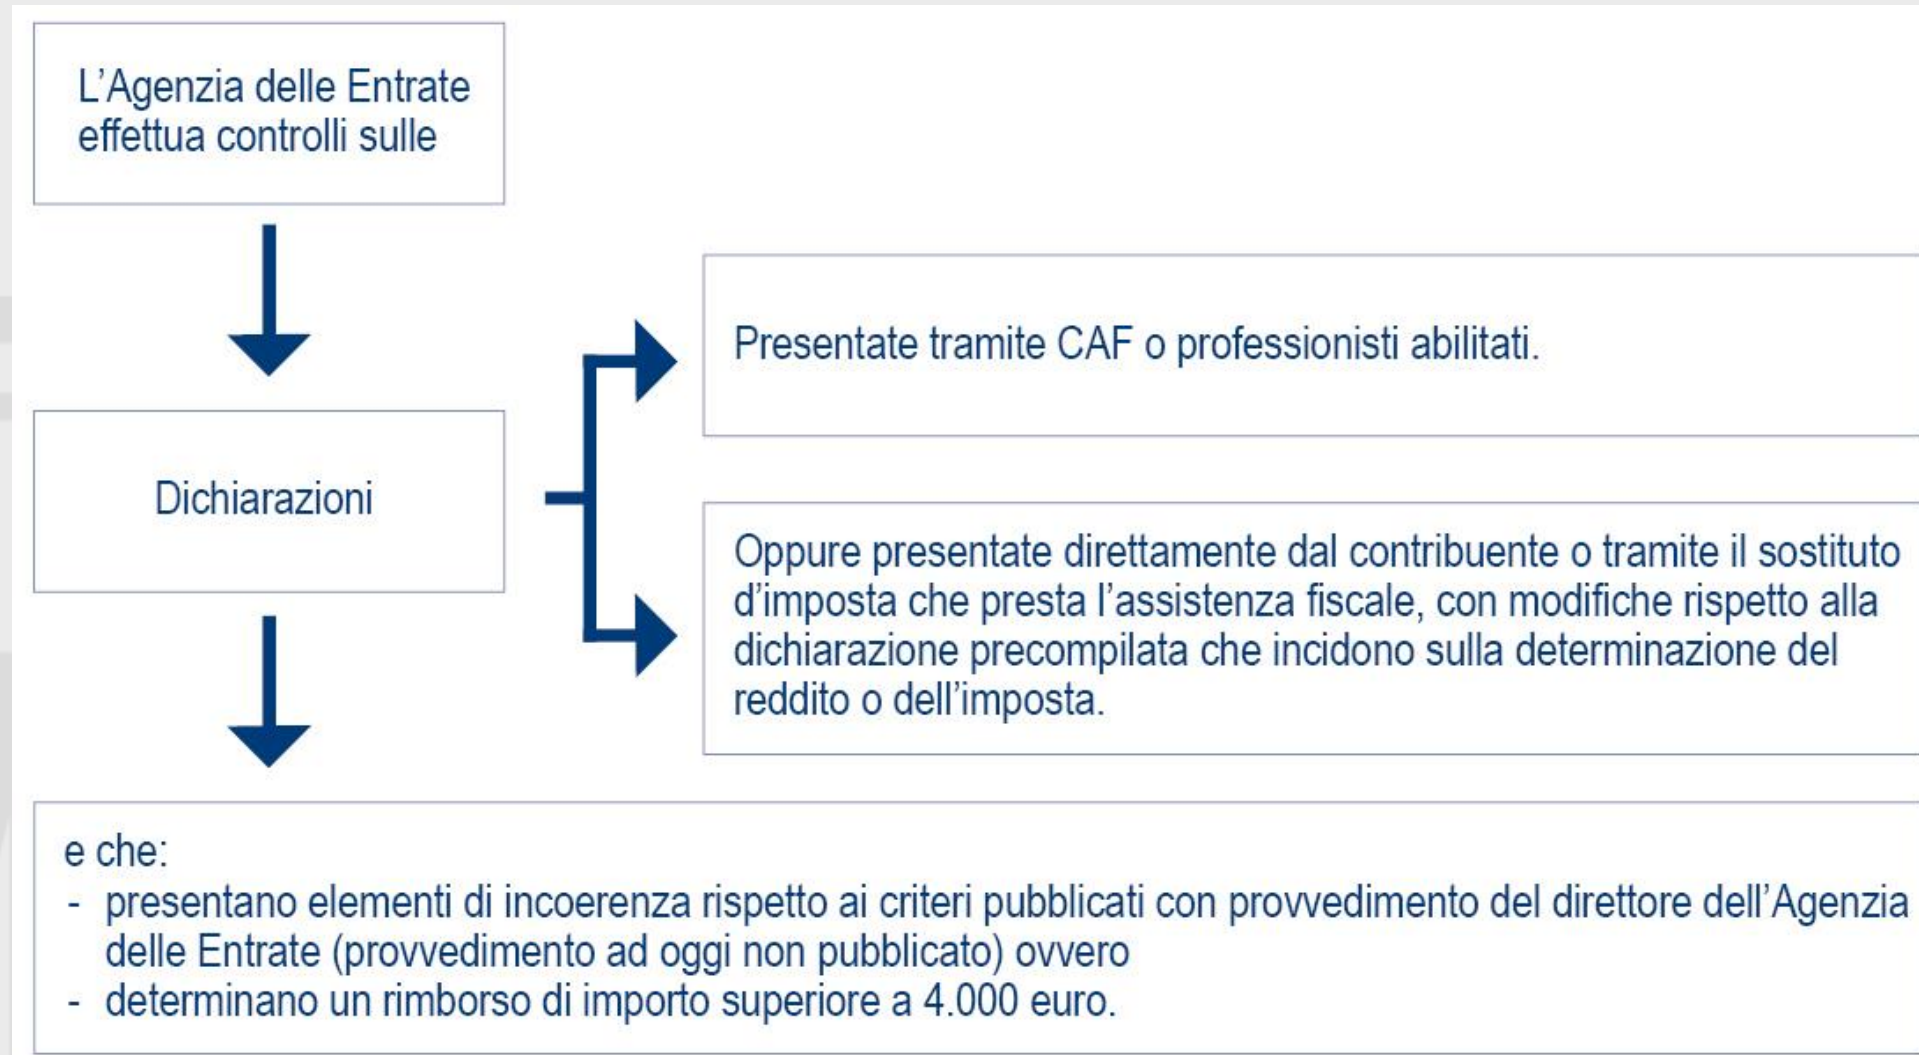 L'Agenzia delle Entrate
effettua controlli sulle
Presentate tramite CAF o professionisti abilitati.
Dichiarazioni
Oppure presentate direttamente dal contribuente o tramite il sostituto
d'imposta che presta l'assistenza fiscale, con modifiche rispetto alla
dichiarazione precompilata che incidono sulla determinazione del
reddito o dell'imposta.
e che:
- presentano elementi di incoerenza rispetto ai criteri pubblicati con provvedimento del direttore dell'Agenzia
delle Entrate (provvedimento ad oggi non pubblicato) ovvero
- determinano un rimborso di importo superiore a 4.000 euro.